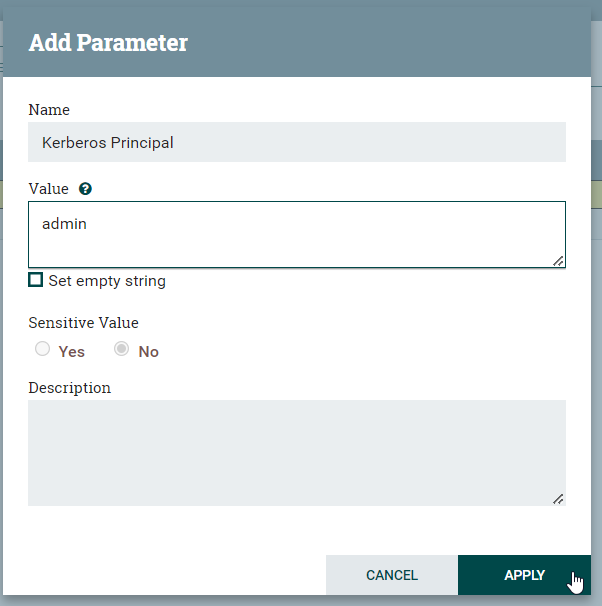 Add Parameter
Name
Kerberos Principal
Value ?
admin
Set empty string
Sensitive Value
Yes No
Description
CANCEL APPLY